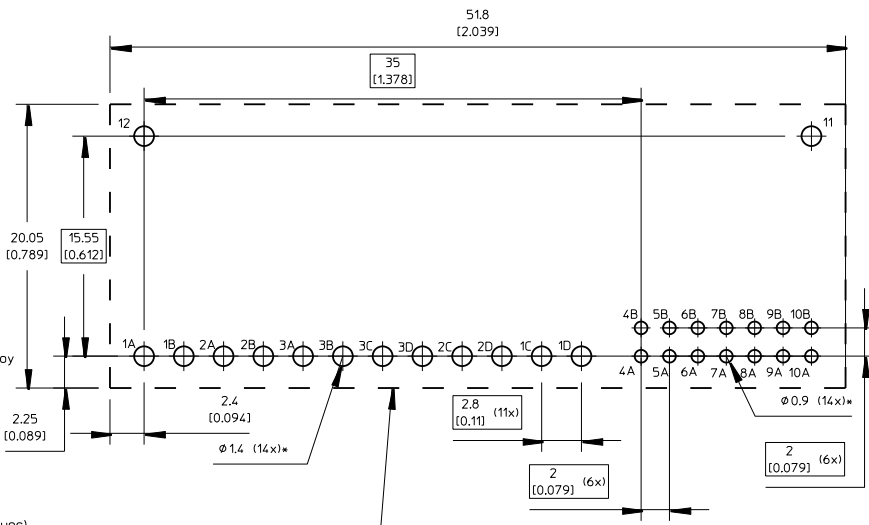 51.8
[2.039]
35
[1.378]
12
11
20.05
[0.789]
15.55
[0.612]
4B 5B 6B 7B 8B 9B 10B
1A 1B 2A 2B 3A 3B 3C 3D 2C 2D 1C 1D
oy
4A 5A 6A 7A 8A 9A 10A
2.25
[0.089]
2.4
[0.094]
2.8
[0.11] (11x)
ϕ0.9 (14x)*
ϕ1.4 (14x)*
2
[0.079] (6x)
2
[0.079] (6x)